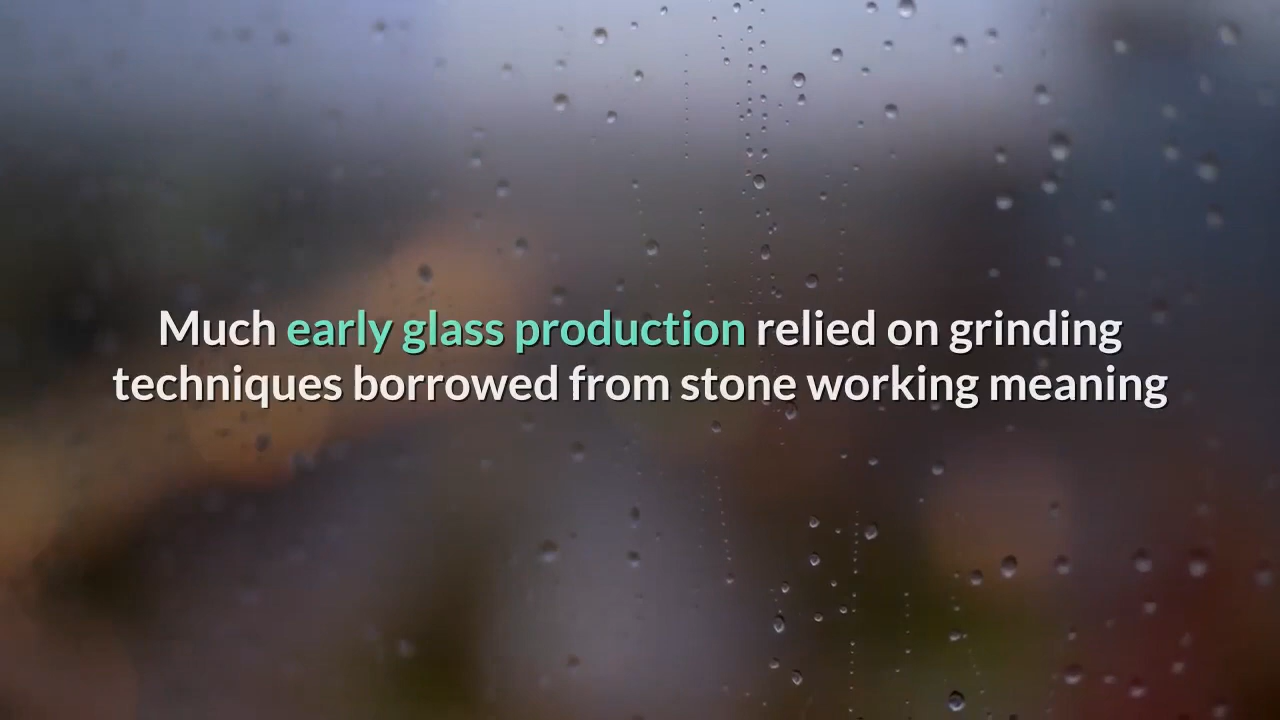 Much early glass production relied on grinding
techniques borrowed from stone working meaning